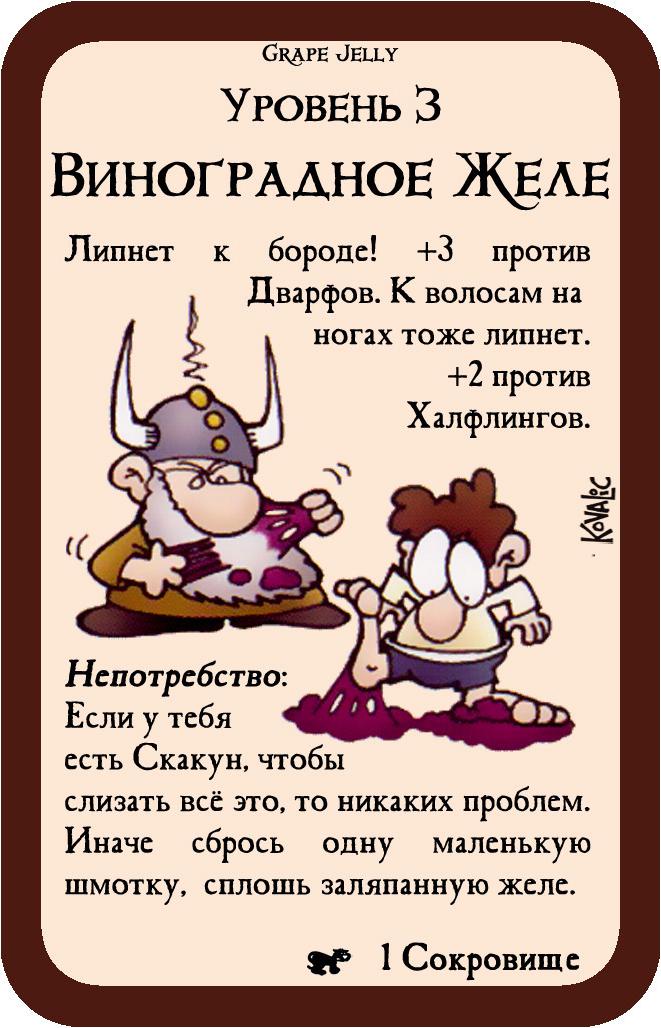 Grape Jelly
Уровень 3
Виноградное Желе
Липнет к бороде! +3 против
Дварфов. К волосам на
ногах тоже липнет.
+2 против
Халфлингов.
Kovalic
Непотребство:
Если у тебя
есть Скакун, чтобы
слизать всё это, то никаких проблем.
Иначе сбрось одну маленькую
шмотку, сплошь заляпанную желе.
1 Сокровище